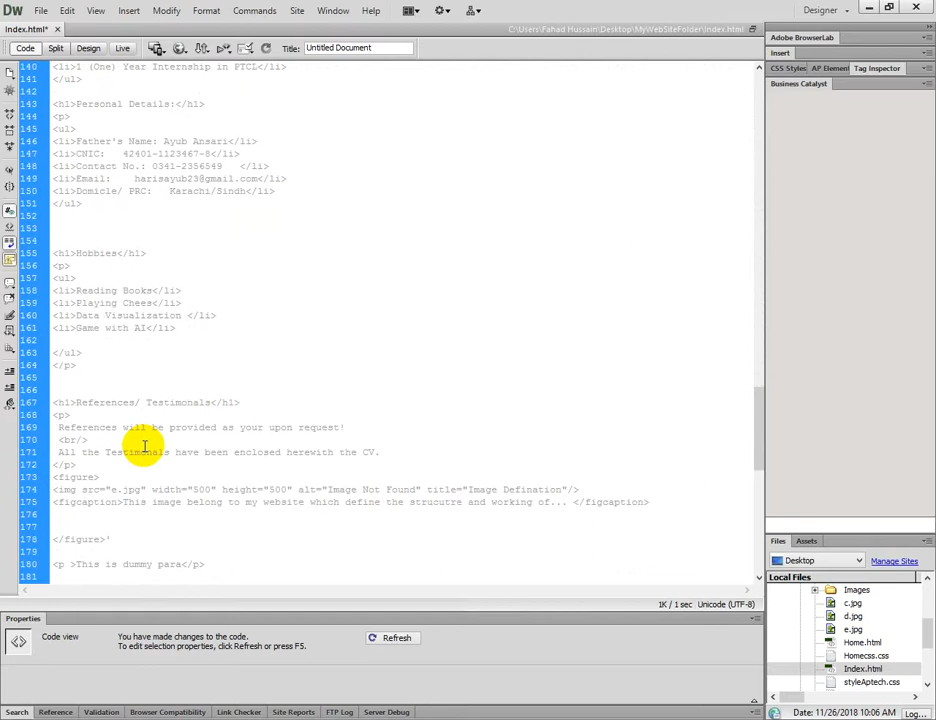 Dw File Edit View Insert Modify Format Commands Site Window Help Designer
Index.html* × C:\Users\Fahad Hussain\Desktop\MyWebSiteFolder\Index.html
Code Split Design Live Title: Untitled Document
140 <li>1 (One) Year Internship in PTCL</li>
141 </ul>
142
143 <h1>Personal Details:</h1>
144 <p>
145 <ul>
146 <li>Father's Name: Ayub Ansari</li>
147 <li>CNIC: 42401-1123467-8</li>
148 <li>Contact No.: 0341-2356549 </li>
149 <li>Email: harisayub23@gmail.com</li>
150 <li>Domicle/ PRC: Karachi/Sindh</li>
151 </ul>
152
153
154
155 <h1>Hobbies</h1>
156 <p>
157 <ul>
158 <li>Reading Books</li>
159 <li>Playing Chees</li>
160 <li>Data Visualization </li>
161 <li>Game with AI</li>
162
163 </ul>
164 </p>
165
166
167 <h1>References/ Testimonals</h1>
168 <p>
169 References will be provided as your upon request!
170 <br/>
171 All the Testimonals have been enclosed herewith the CV.
172 </p>
173 <figure>
174 <img src="e.jpg" width="500" height="500" alt="Image Not Found" title="Image Defination"/>
175 <figcaption>This image belong to my website which define the strucutre and working of... </figcaption>
176
177
178 </figure>'
179
180 <p >This is dummy para</p>
181
1K / 1 sec Unicode (UTF-8)
Properties
Code view
You have made changes to the code.
To edit selection properties, click Refresh or press F5.
Refresh
Search Reference Validation Browser Compatibility Link Checker Site Reports FTP Log Server Debug
Adobe BrowserLab
Insert
CSS Styles AP Elemen Tag Inspector
Business Catalyst
Files Assets
Desktop Manage Sites
Local Files
Images
c.jpg
d.jpg
e.jpg
Home.html
Homecss.css
Index.html
styleAptech.css
Date: 11/26/2018 10:06 AM Log...